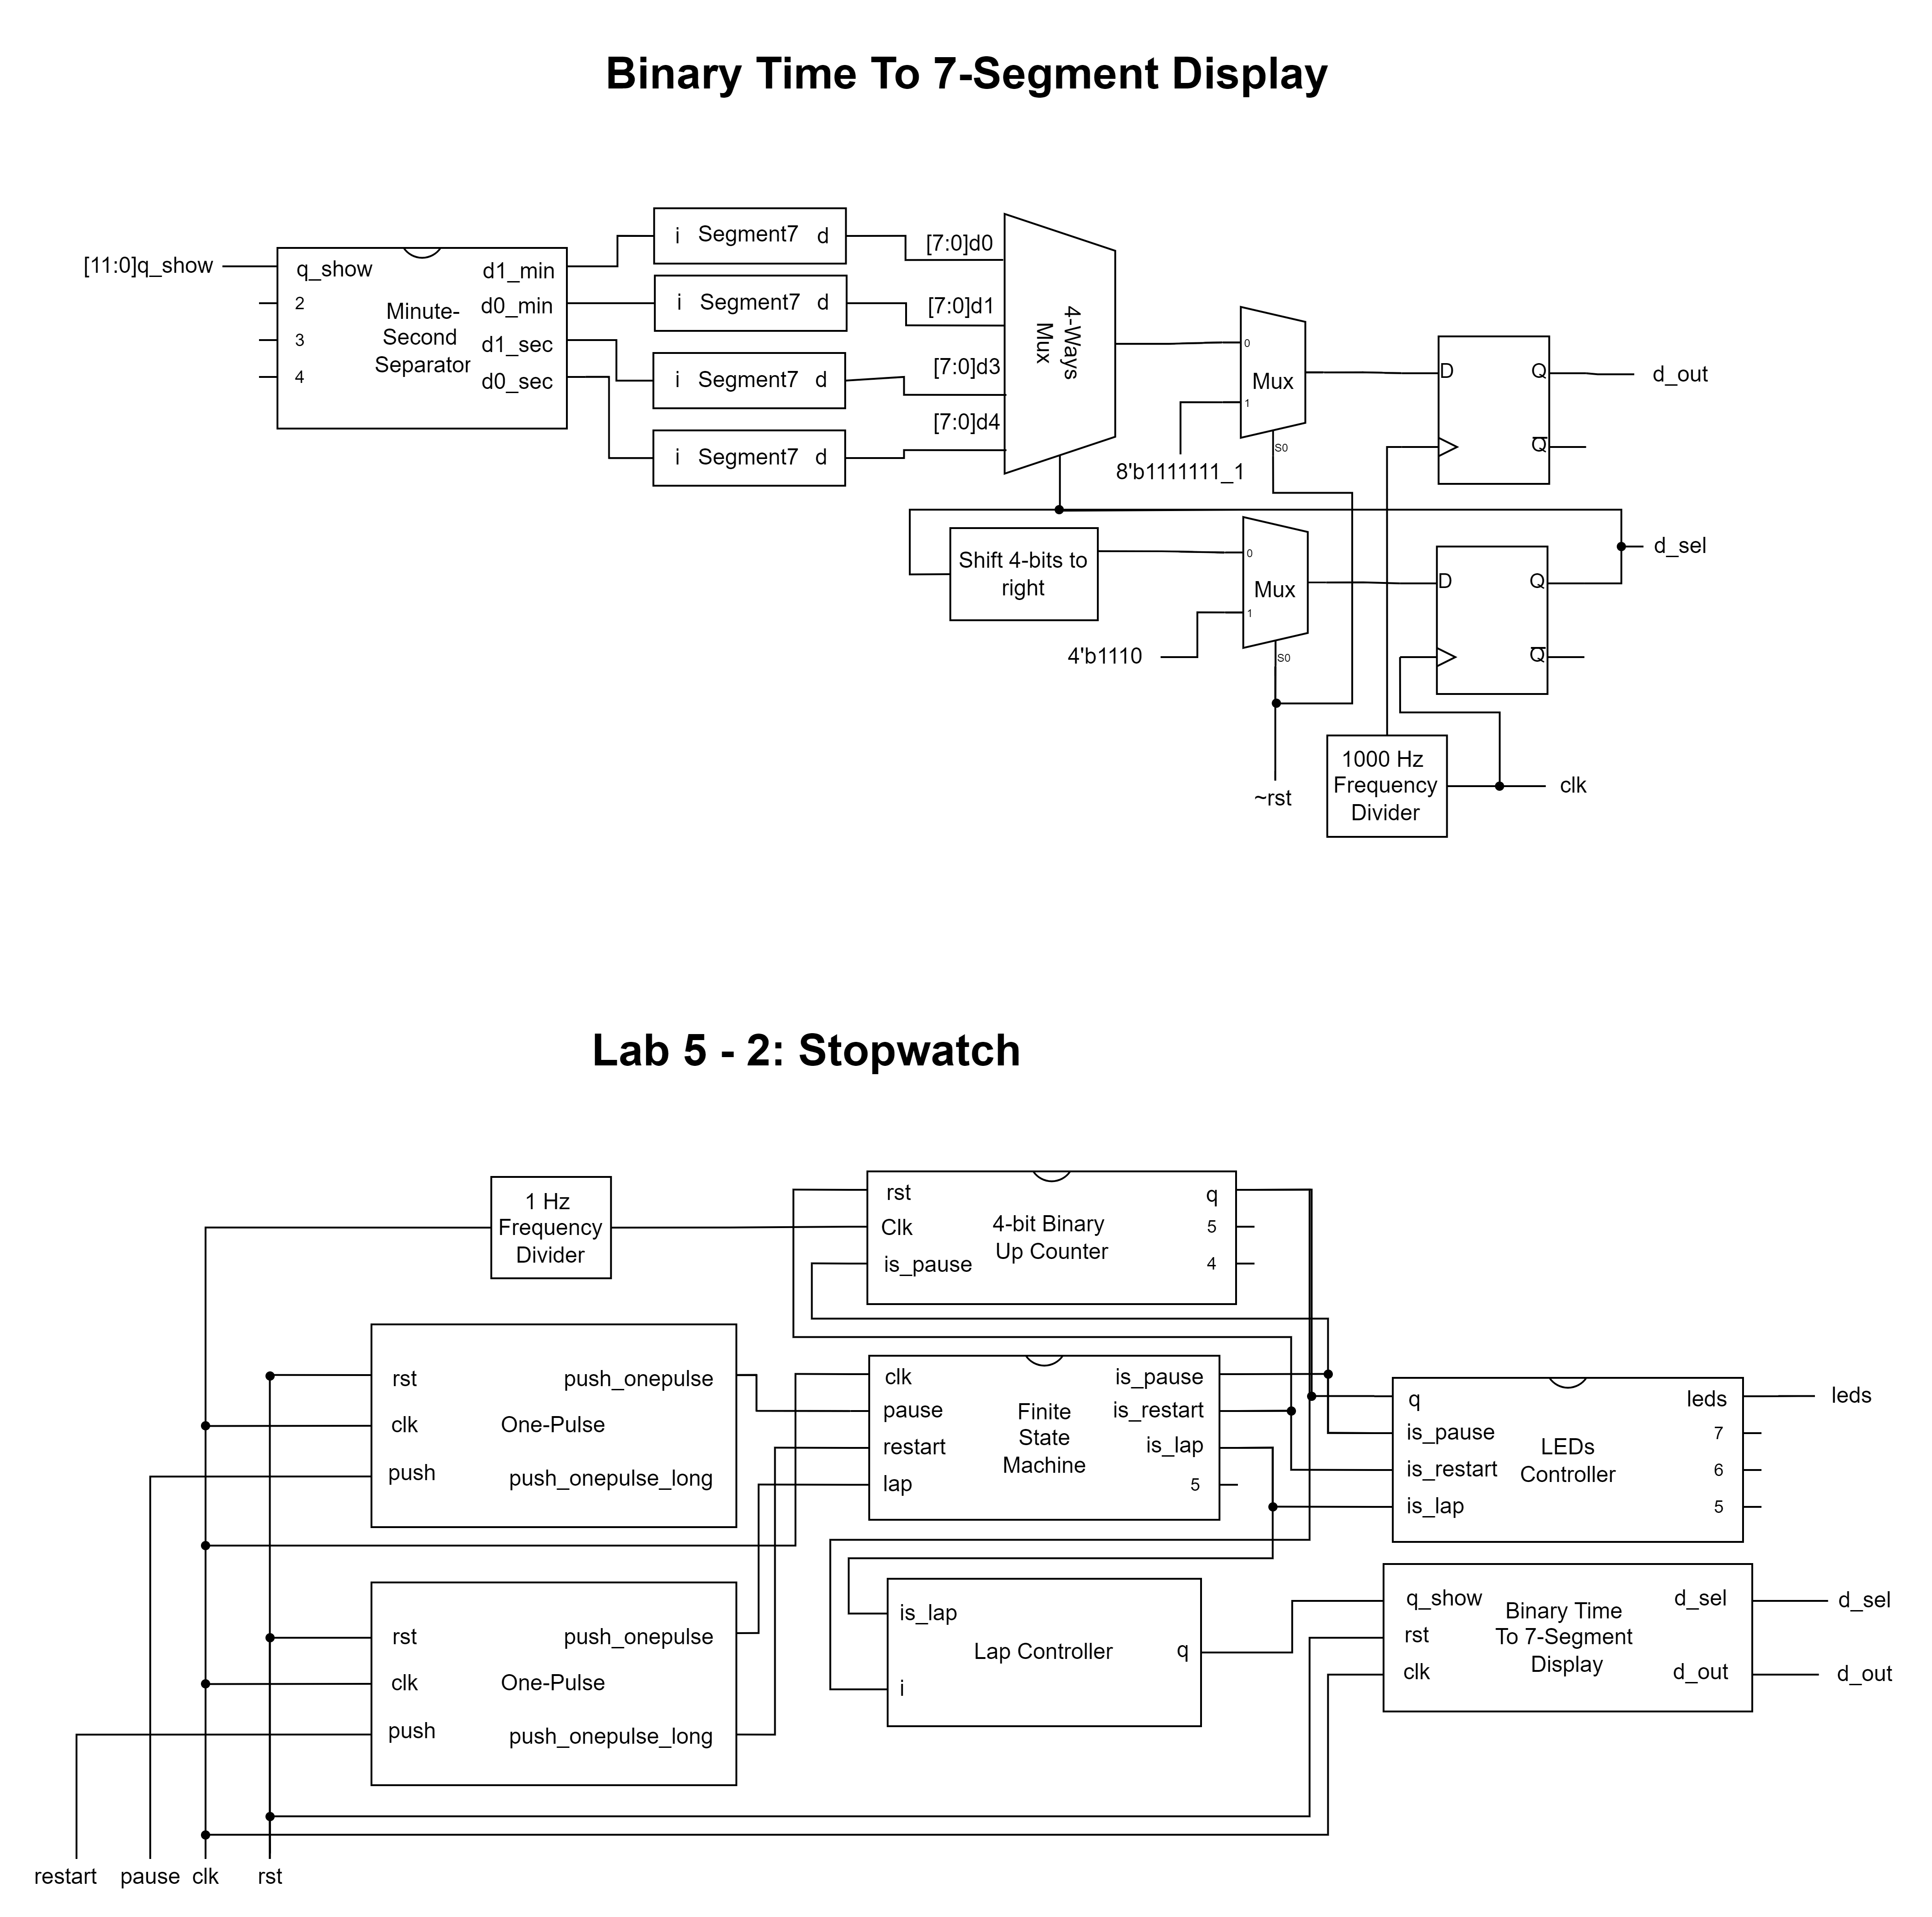 Binary Time To 7-Segment Display
[11:0]q_show
q_show
2
3
4
Minute-
Second
Separator
d1_min
d0_min
d1_sec
d0_sec
i Segment7 d
i Segment7 d
i Segment7 d
i Segment7 d
[7:0]d0
[7:0]d1
[7:0]d3
[7:0]d4
4-Ways
Mux
0
Mux
1
S0
8'b1111111_1
D
Q
Q
d_out
Shift 4-bits to
right
0
Mux
1
S0
4'b1110
D
Q
Q
d_sel
~rst
1000 Hz
Frequency
Divider
clk
Lab 5 - 2: Stopwatch
1 Hz
Frequency
Divider
rst
Clk
is_pause
4-bit Binary
Up Counter
q
5
4
rst
clk
push
One-Pulse
push_onepulse
push_onepulse_long
clk
pause
restart
lap
Finite
State
Machine
is_pause
is_restart
is_lap
5
q
is_pause
is_restart
is_lap
LEDs
Controller
leds
7
6
5
leds
rst
clk
push
One-Pulse
push_onepulse
push_onepulse_long
is_lap
i
Lap Controller
q
q_show
rst
clk
Binary Time
To 7-Segment
Display
d_sel
d_out
d_sel
d_out
restart
pause
clk
rst